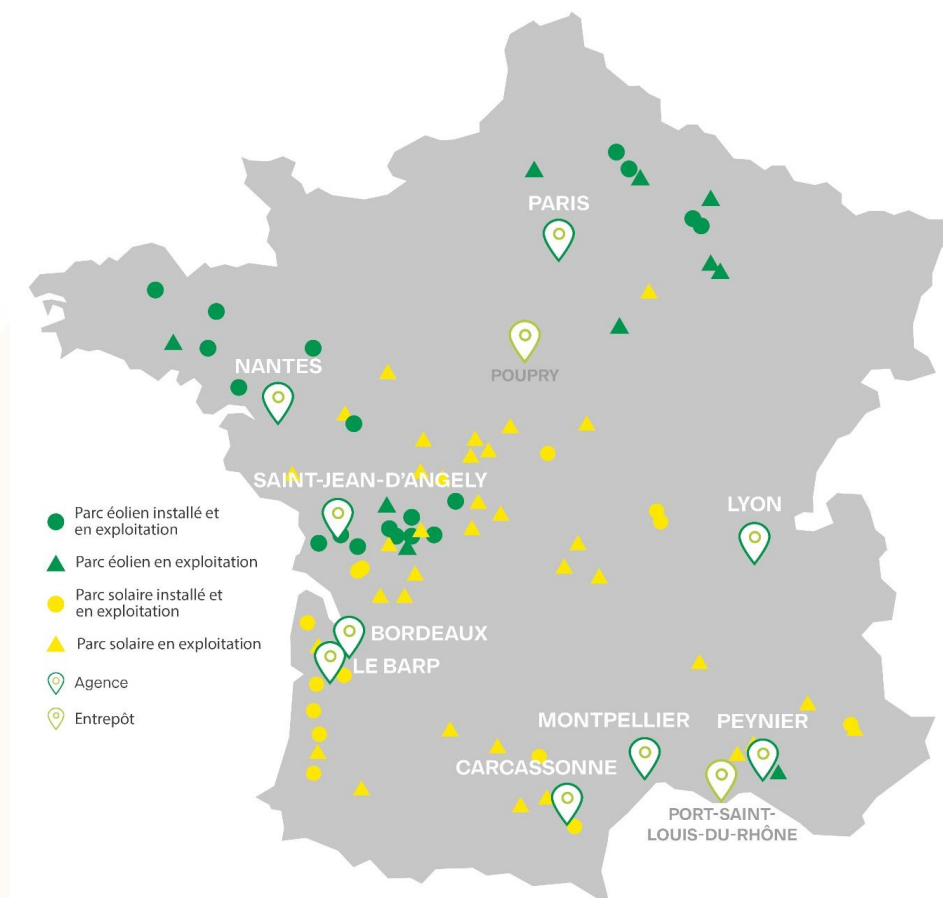 PARIS
POUPRY
NANTES
SAINT-JEAN-D'ANGELY
LYON
BORDEAUX
LE BARP
MONTPELLIER
PEYNIER
CARCASSONNE
PORT-SAINT-
LOUIS-DU-RHÔNE
Parc éolien installé et
en exploitation
Parc éolien en exploitation
Parc solaire installé et
en exploitation
Parc solaire en exploitation
Agence
Entrepôt